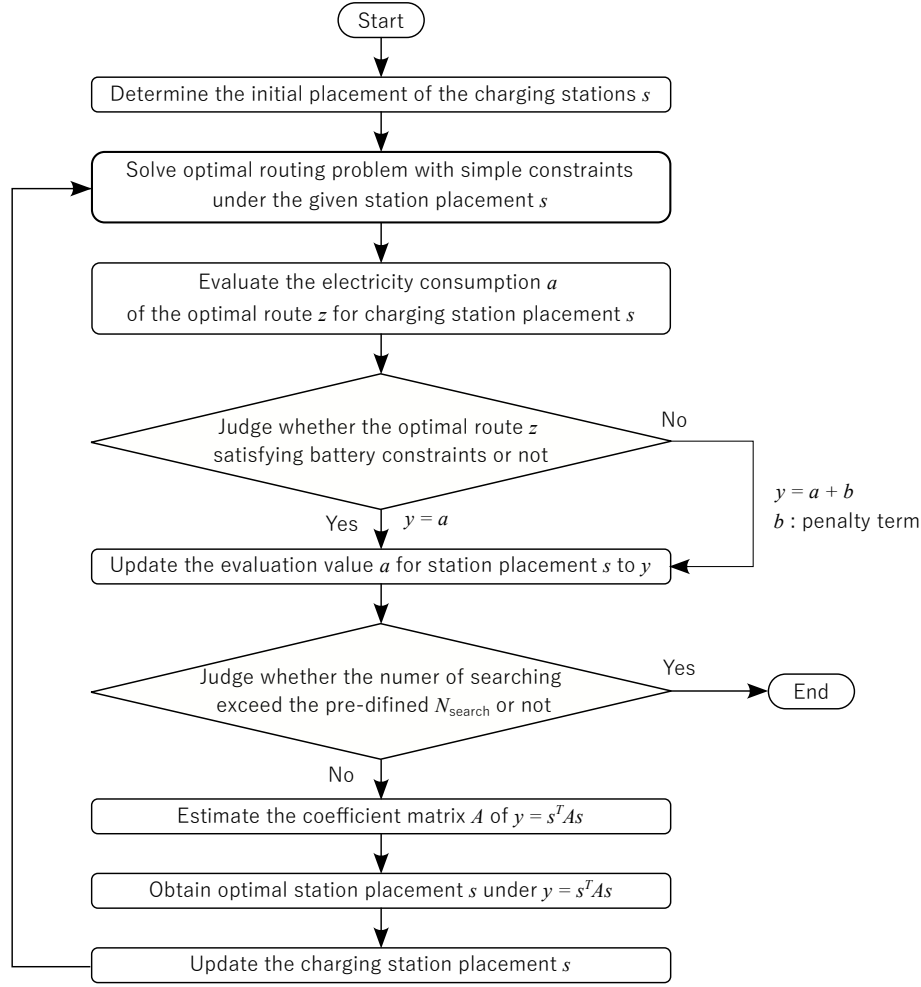 Start
Determine the initial placement of the charging stations s
Solve optimal routing problem with simple constraints
under the given station placement s
Evaluate the electricity consumption a
of the optimal route z for charging station placement s
Judge whether the optimal route z
satisfying battery constraints or not
No
y = a + b
b : penalty term
Yes
y = a
Update the evaluation value a for station placement s to y
Judge whether the numer of searching
exceed the pre-difined N_search or not
Yes
End
No
Estimate the coefficient matrix A of y = s^T As
Obtain optimal station placement s under y = s^T As
Update the charging station placement s